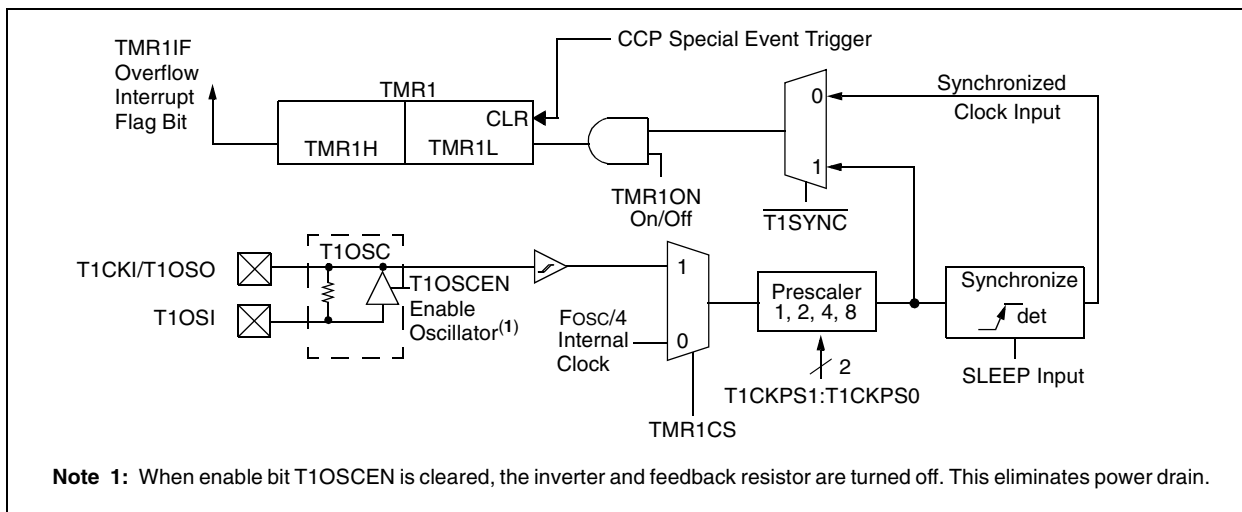 TMR1IF
Overflow
Interrupt
Flag Bit
CCP Special Event Trigger
TMR1
CLR
TMR1H
TMR1L
TMR1ON
On/Off
0
1
T1SYNC
Synchronized
Clock Input
T1CKI/T1OSO
T1OSI
T1OSC
T1OSCEN
Enable
Oscillator(1)
FOSC/4
Internal
Clock
1
0
TMR1CS
Prescaler
1, 2, 4, 8
2
T1CKPS1:T1CKPS0
Synchronize
det
SLEEP Input
Note 1: When enable bit T1OSCEN is cleared, the inverter and feedback resistor are turned off. This eliminates power drain.